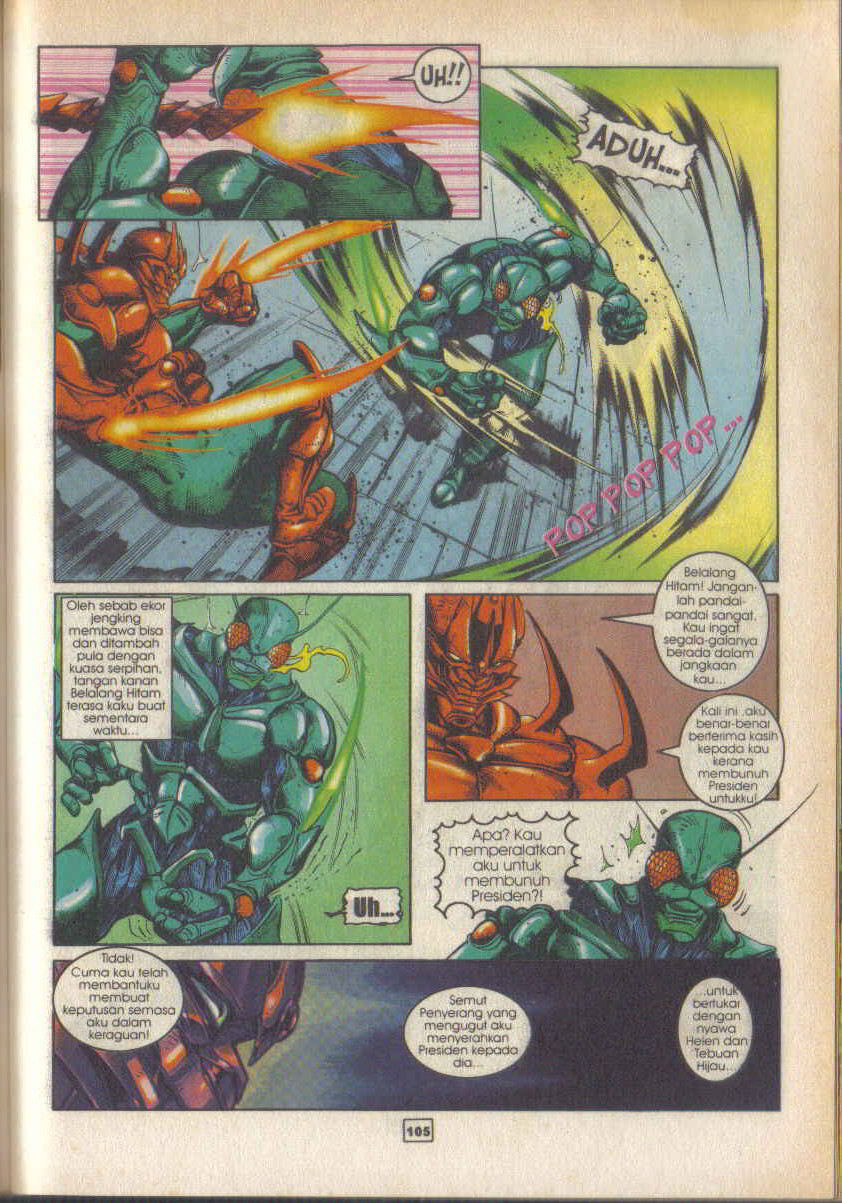 UH!!
ADUH...
POP POP POP...
Oleh sebab ekor
jengking
membawa bisa
dan ditambah
pula dengan
kuasa serpihan,
tangan kanan
Belalang Hitam
terasa kaku buat
sementara
waktu...
Uh...
Belalang
Hitam! Jangan-
lah pandai-
pandai sangat.
Kau ingat
segala-galanya
berada dalam
jangkaan
kau...
Kali ini ,aku
benar-benar
berterima kasih
kepada kau
kerana
membunuh
Presiden
untukku!
Apa? Kau
memperalatkan
aku untuk
membunuh
Presiden?!
Tidak!
Cuma kau telah
membantuku
membuat
keputusan semasa
aku dalam
keraguan!
Semut
Penyerang yang
mengugut aku
menyerahkan
Presiden kepada
dia...
...untuk
bertukar
dengan
nyawa
Helen dan
Tebuan
Hijau...
105